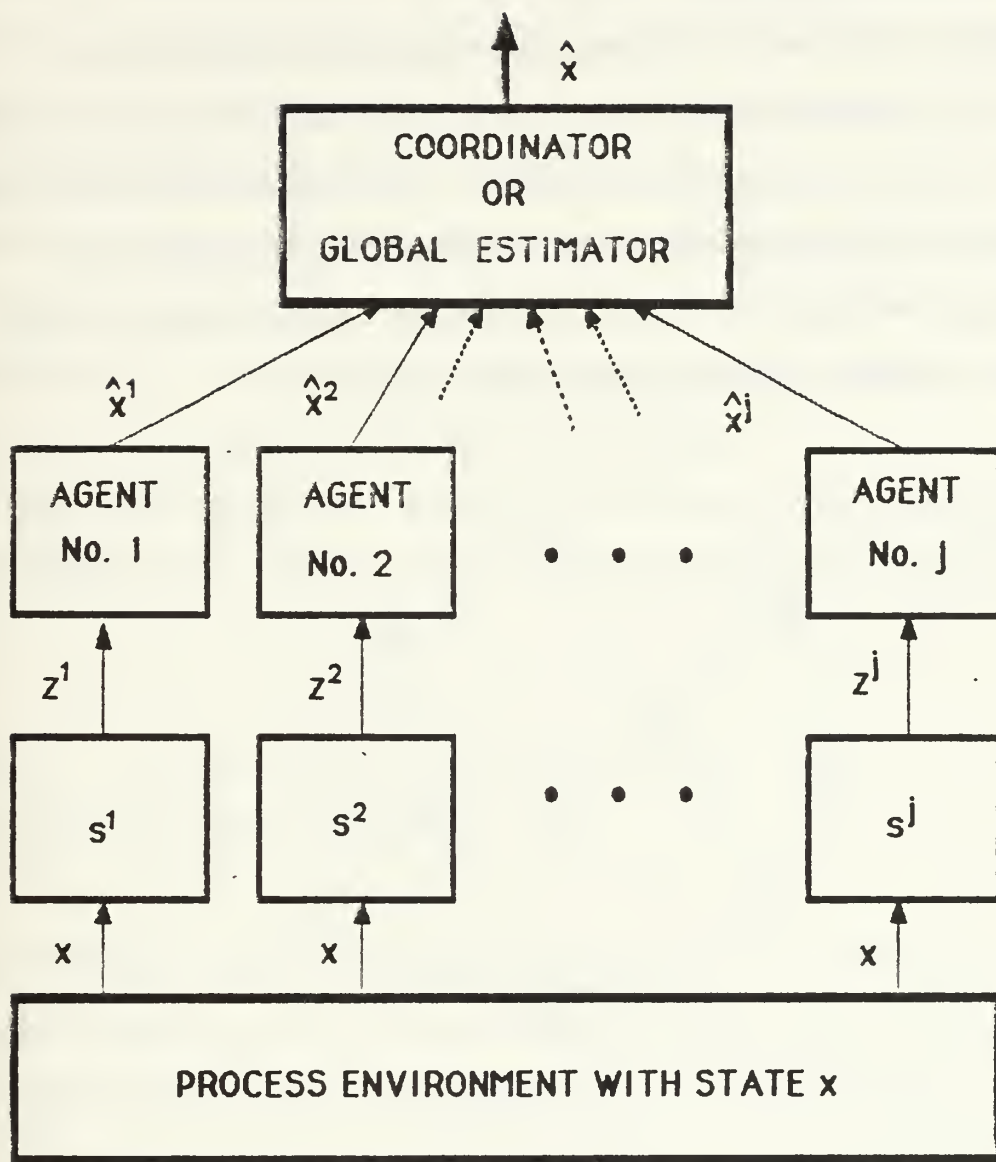 x̂
COORDINATOR
OR
GLOBAL ESTIMATOR
x̂¹ x̂² x̂ʲ
AGENT
No. 1
AGENT
No. 2
• • •
AGENT
No. j
z¹ z² zʲ
s¹ s² • • • sʲ
x x x
PROCESS ENVIRONMENT WITH STATE x